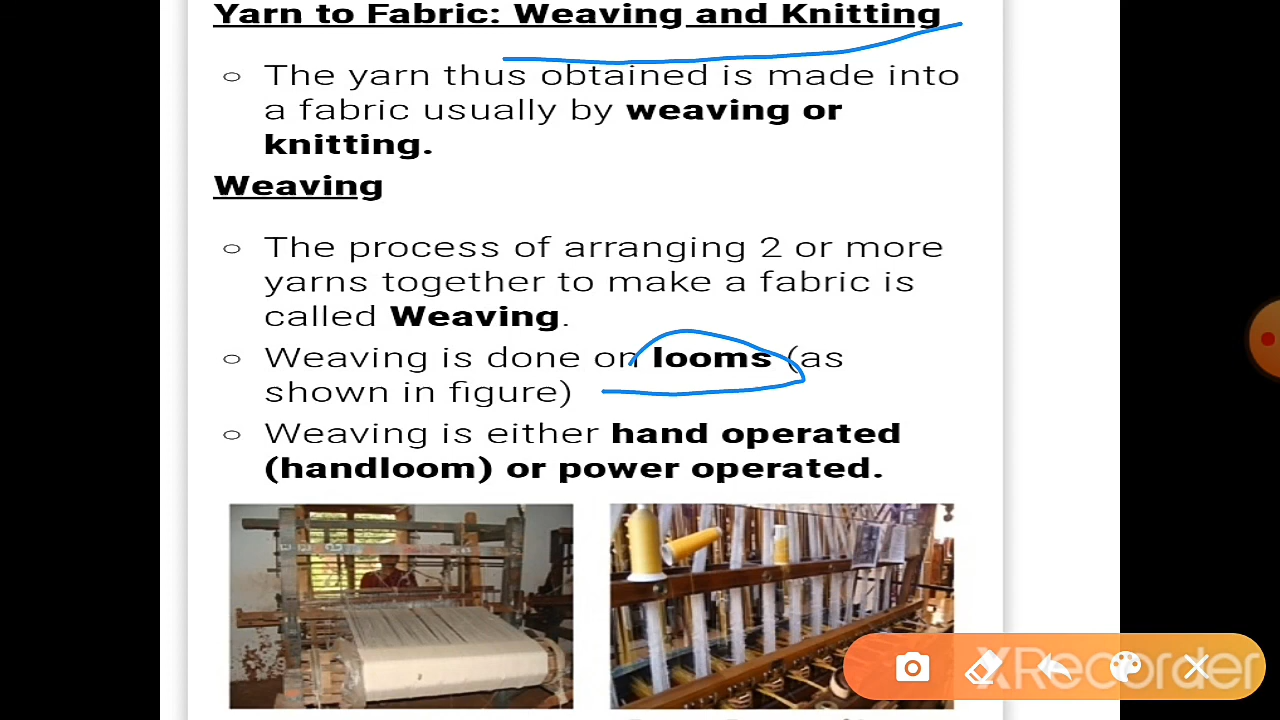 Yarn to Fabric: Weaving and Knitting
○ The yarn thus obtained is made into
a fabric usually by weaving or
knitting.
Weaving
○ The process of arranging 2 or more
yarns together to make a fabric is
called Weaving.
○ Weaving is done on looms (as
shown in figure)
○ Weaving is either hand operated
(handloom) or power operated.
XRecorder